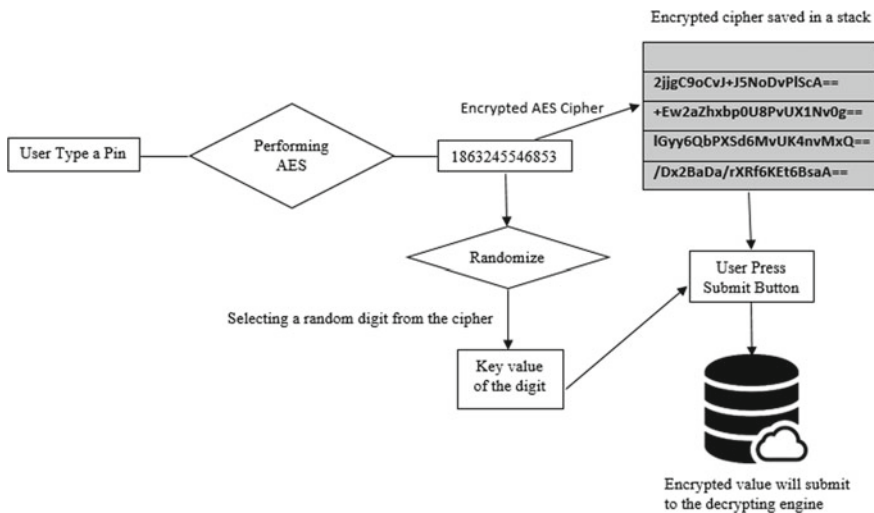 Encrypted cipher saved in a stack
2jjgC9oCvJ+J5NoDvPlScA==
+Ew2aZhxbp0U8PvUX1Nv0g==
lGyy6QbPXSd6MvUK4nvMxQ==
/Dx2BaDa/rXRf6KEt6BsaA==
Encrypted AES Cipher
User Type a Pin
Performing
AES
1863245546853
Randomize
User Press
Submit Button
Selecting a random digit from the cipher
Key value
of the digit
Encrypted value will submit
to the decrypting engine